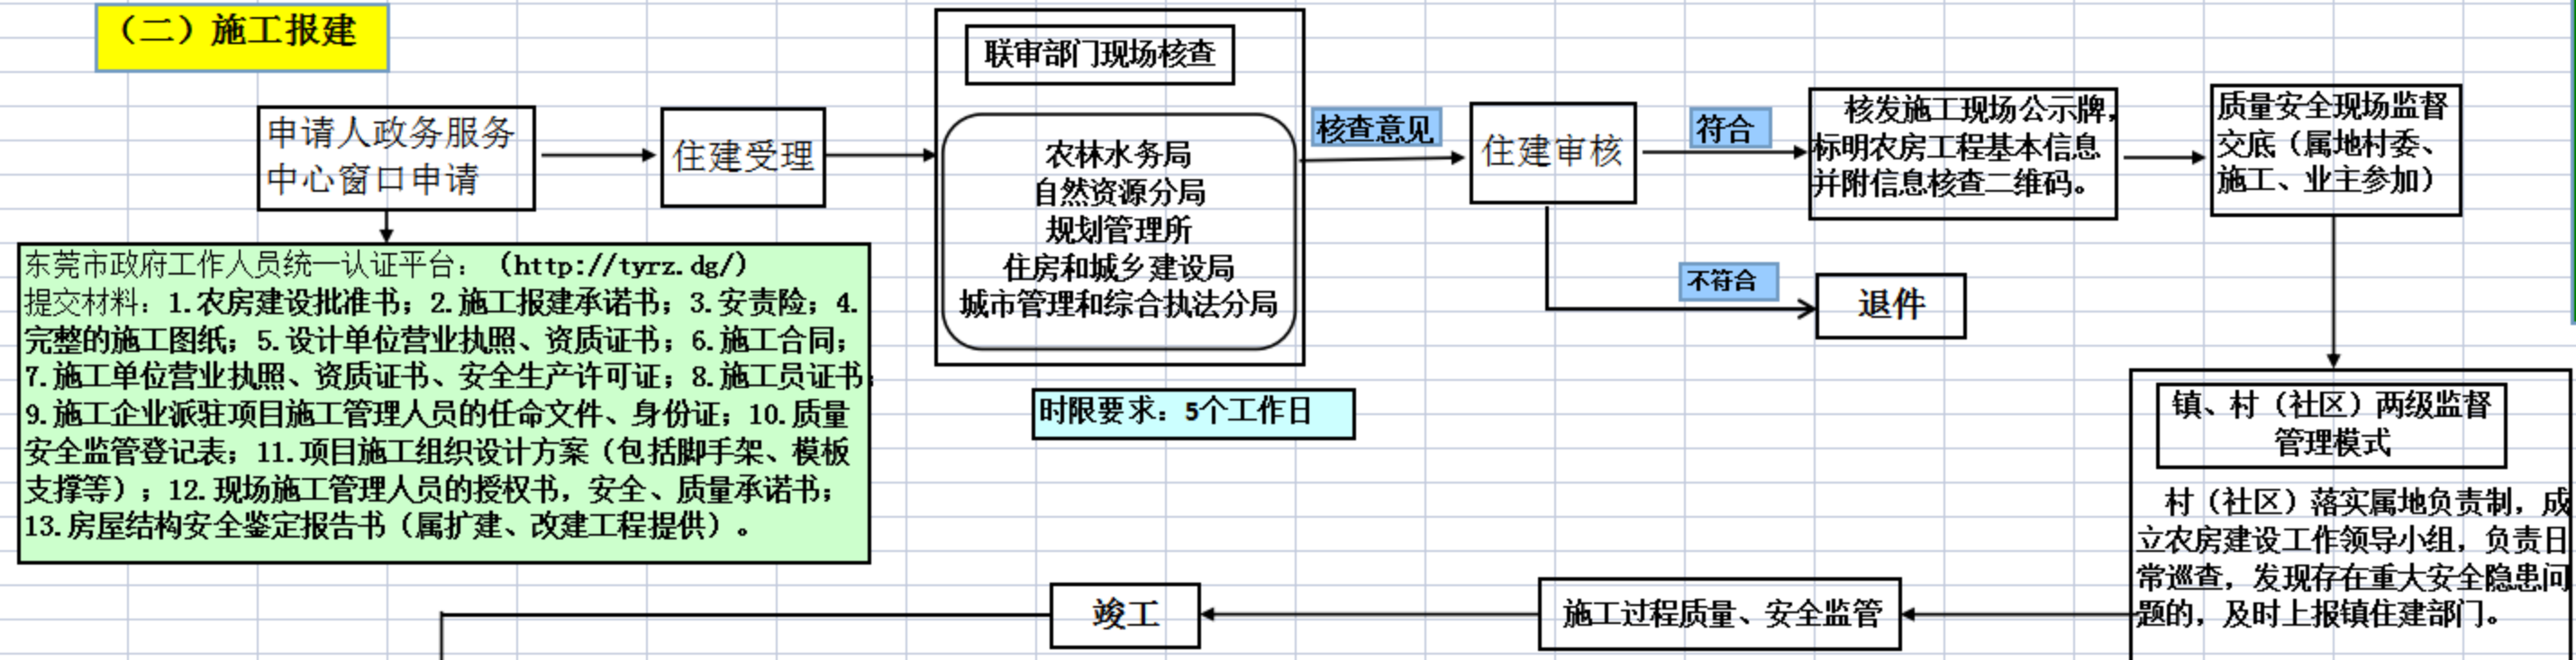 （二）施工报建
申请人政务服务
中心窗口申请
住建受理
联审部门现场核查
农林水务局
自然资源分局
规划管理所
住房和城乡建设局
城市管理和综合执法分局
核查意见
住建审核
符合
核发施工现场公示牌，
标明农房工程基本信息
并附信息核查二维码。
质量安全现场监督
交底（属地村委、
施工、业主参加）
不符合
退件
东莞市政府工作人员统一认证平台：（http://tyrz.dg/）
提交材料：1.农房建设批准书；2.施工报建承诺书；3.安责险；4.
完整的施工图纸；5.设计单位营业执照、资质证书；6.施工合同；
7.施工单位营业执照、资质证书、安全生产许可证；8.施工员证书；
9.施工企业派驻项目施工管理人员的任命文件、身份证；10.质量
安全监管登记表；11.项目施工组织设计方案（包括脚手架、模板
支撑等）；12.现场施工管理人员的授权书，安全、质量承诺书；
13.房屋结构安全鉴定报告书（属扩建、改建工程提供）。
时限要求：5个工作日
镇、村（社区）两级监督
管理模式
村（社区）落实属地负责制，成
立农房建设工作领导小组，负责日
常巡查，发现存在重大安全隐患问
题的，及时上报镇住建部门。
施工过程质量、安全监管
竣工